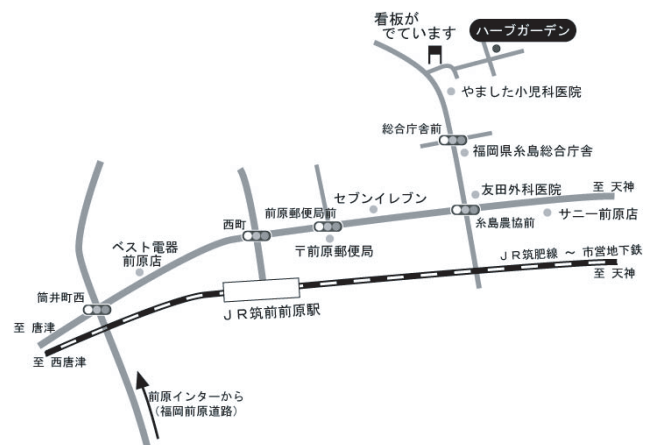 看板が
でています
ハーブガーデン
やました小児科医院
総合庁舎前
福岡県糸島総合庁舎
友田外科医院
至 天神
セブンイレブン
前原郵便局前
西町
糸島農協前
サニー前原店
〒前原郵便局
ベスト電器
前原店
JR筑肥線 〜 市営地下鉄
至 天神
筒井町西
JR筑前前原駅
至 唐津
至 西唐津
前原インターから
(福岡前原道路)